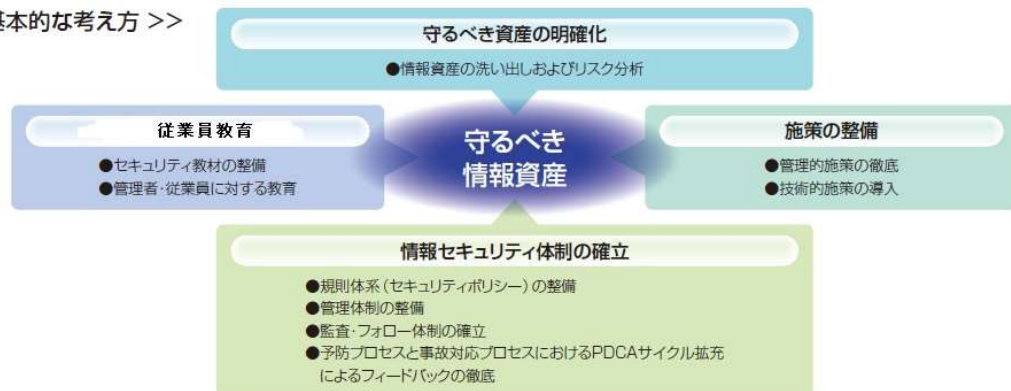 基本的な考え方 >>
守るべき資産の明確化
●情報資産の洗い出しおよびリスク分析
従業員教育
●セキュリティ教材の整備
●管理者・従業員に対する教育
守るべき
情報資産
施策の整備
●管理的施策の徹底
●技術的施策の導入
情報セキュリティ体制の確立
●規則体系（セキュリティポリシー）の整備
●管理体制の整備
●監査・フォロー体制の確立
●予防プロセスと事故対応プロセスにおけるPDCAサイクル拡充
によるフィードバックの徹底